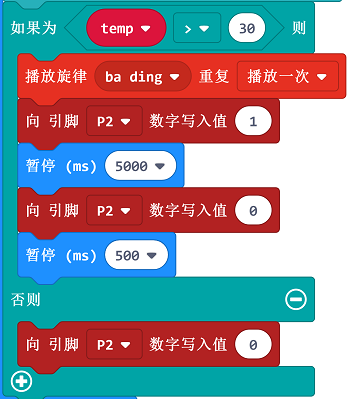 如果为 temp > 30 则
播放旋律 ba ding 重复 播放一次
向 引脚 P2 数字写入值 1
暂停 (ms) 5000
向 引脚 P2 数字写入值 0
暂停 (ms) 500
否则
向 引脚 P2 数字写入值 0